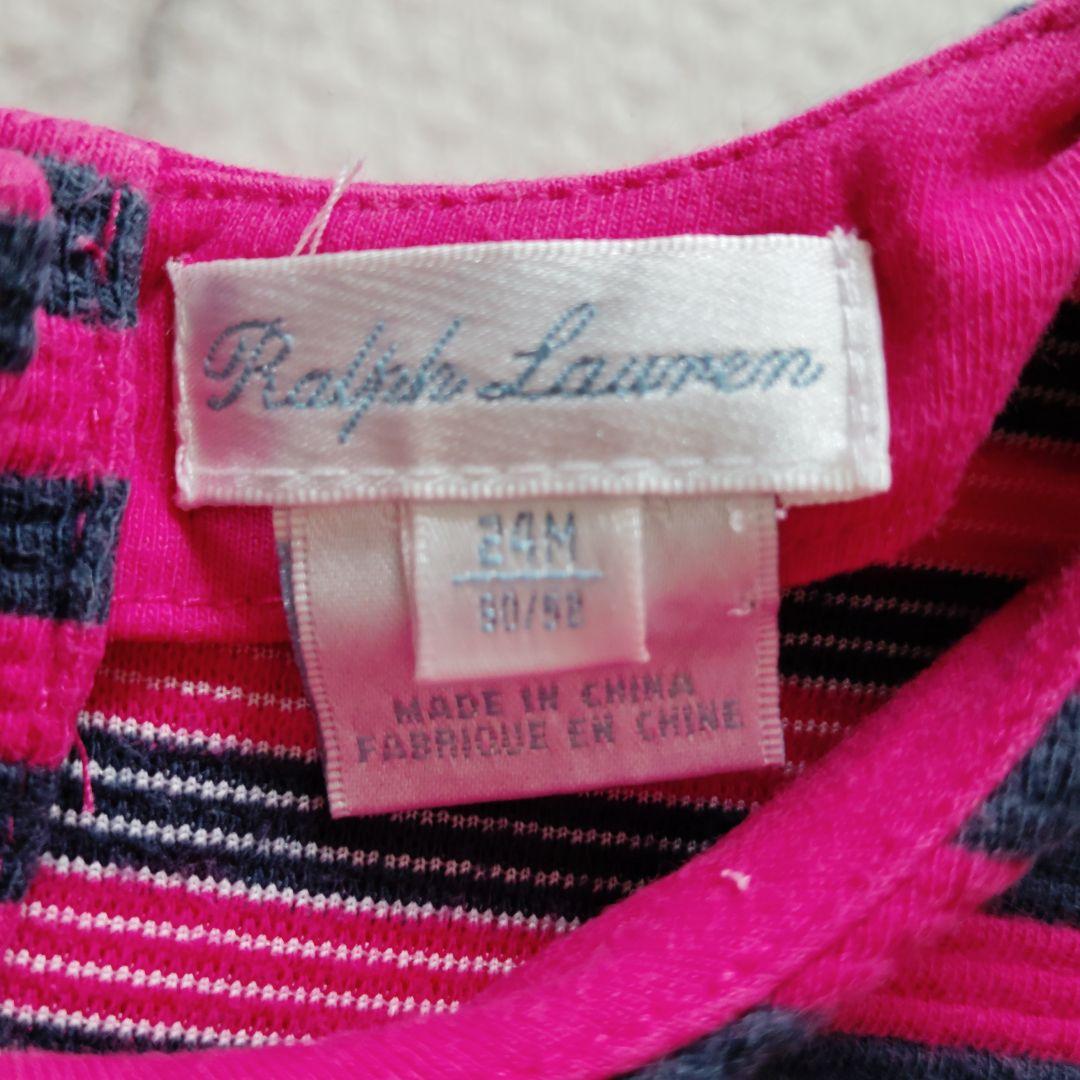 Ralph Lauren
24M
90/52
MADE IN CHINA
FABRIQUE EN CHINE